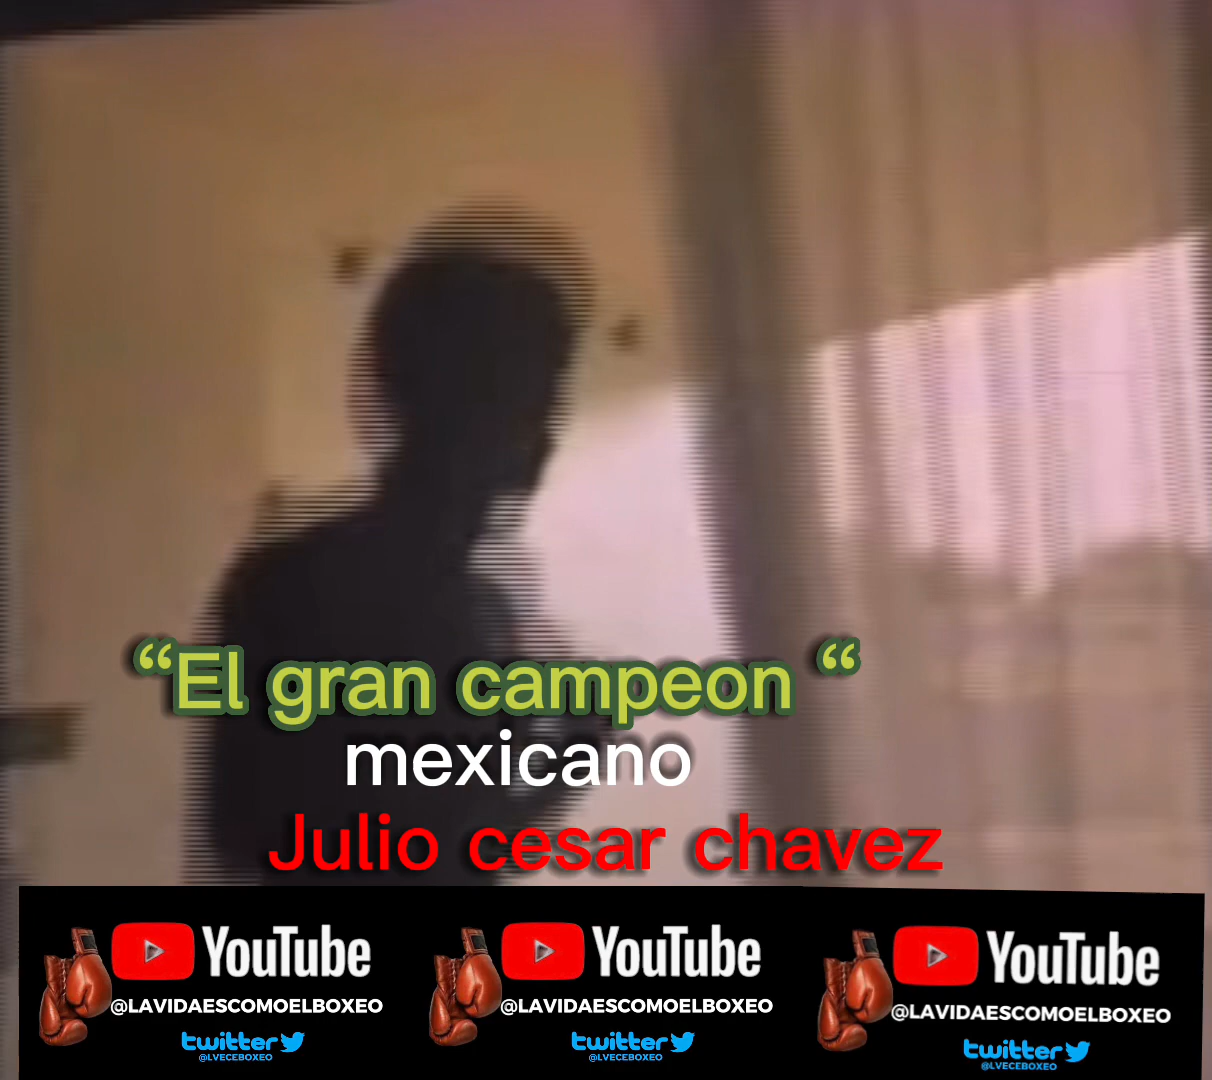 “El gran campeon “
mexicano
Julio cesar chavez
YouTube YouTube YouTube
@LAVIDAESCOMOELBOXEO @LAVIDAESCOMOELBOXEO @LAVIDAESCOMOELBOXEO
twitter twitter twitter
@LVECEBOXEO @LVECEBOXEO @LVECEBOXEO